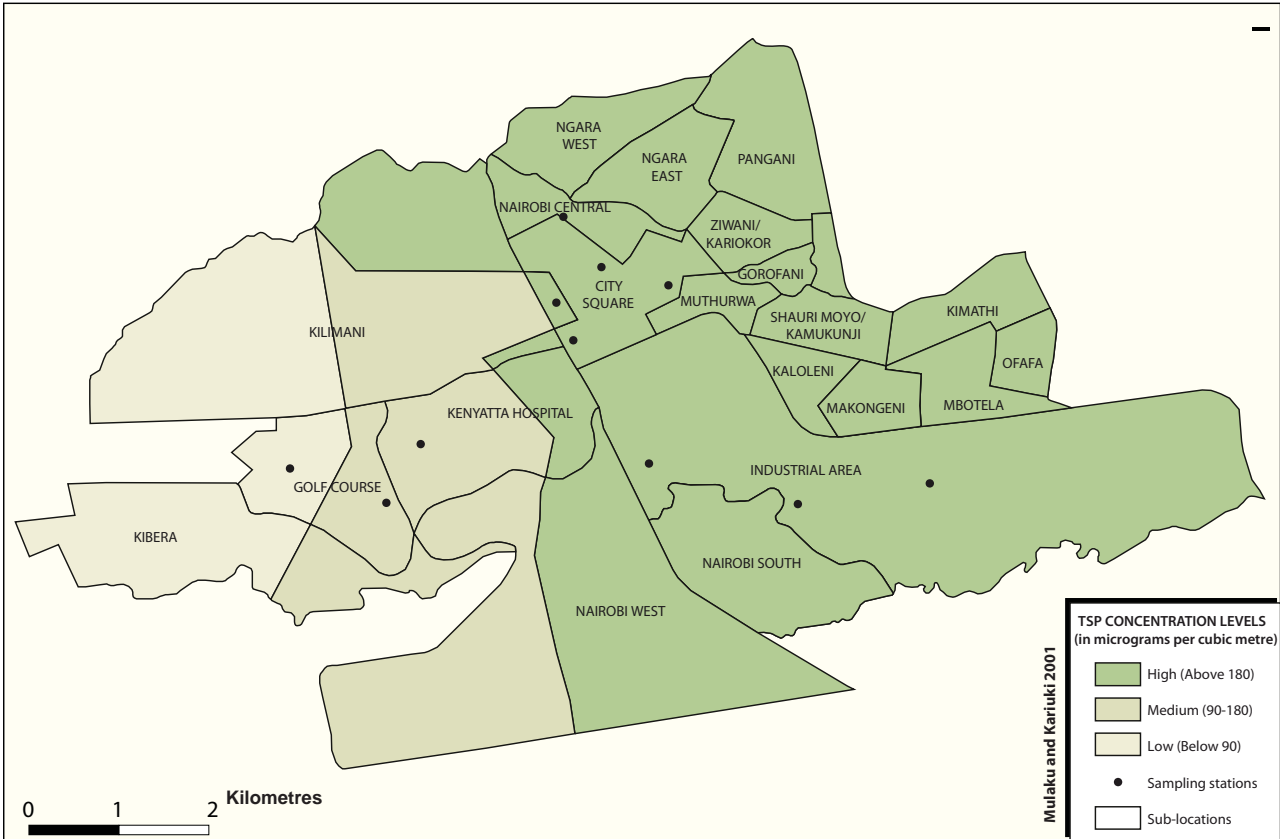 NGARA
WEST
NGARA
EAST
PANGANI
NAIROBI CENTRAL
ZIWANI/
KARIOKOR
GOROFANI
CITY
SQUARE
MUTHURWA
SHAURI MOYO/
KAMUKUNJI
KIMATHI
KILIMANI
OFAFA
KALOLENI
MAKONGENI
MBOTELA
KENYATTA HOSPITAL
INDUSTRIAL AREA
GOLF COURSE
KIBERA
NAIROBI SOUTH
NAIROBI WEST
TSP CONCENTRATION LEVELS
(in micrograms per cubic metre)
High (Above 180)
Medium (90-180)
Low (Below 90)
Sampling stations
Sub-locations
Mulaku and Kariuki 2001
0 1 2 Kilometres